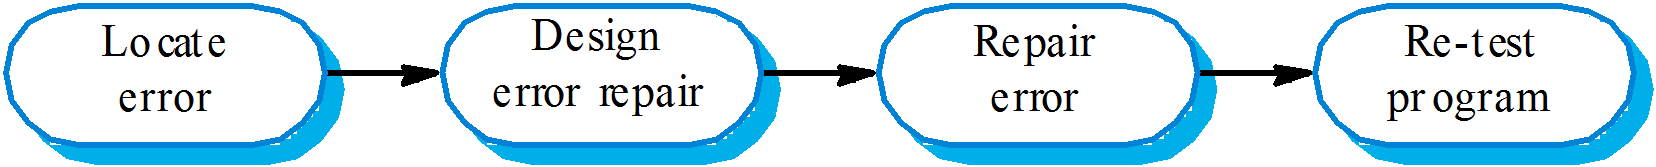 Locate
error
Design
error repair
Repair
error
Re-test
program